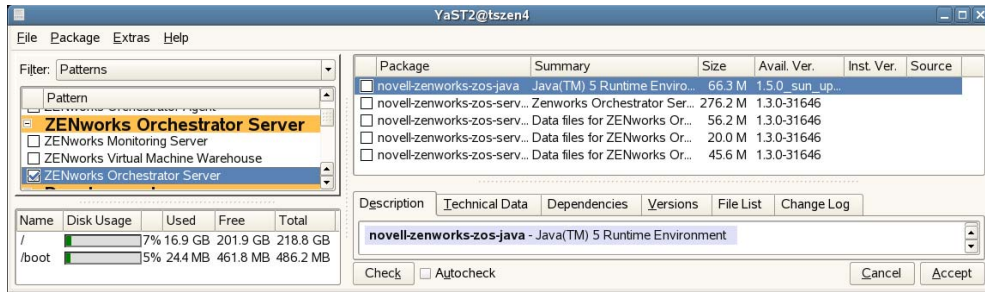 YaST2@tszen4
File Package Extras Help
Filter: Patterns
Pattern
ZENworks Orchestrator Server
ZENworks Monitoring Server
ZENworks Virtual Machine Warehouse
ZENworks Orchestrator Server
Name Disk Usage Used Free Total
/ 7% 16.9 GB 201.9 GB 218.8 GB
/boot 5% 24.4 MB 461.8 MB 486.2 MB
Package Summary Size Avail. Ver. Inst. Ver. Source
novell-zenworks-zos-java Java(TM) 5 Runtime Enviro... 66.3 M 1.5.0_sun_up...
novell-zenworks-zos-serv... Zenworks Orchestrator Ser... 276.2 M 1.3.0-31646
novell-zenworks-zos-serv... Data files for ZENworks Or... 56.2 M 1.3.0-31646
novell-zenworks-zos-serv... Data files for ZENworks Or... 20.0 M 1.3.0-31646
novell-zenworks-zos-serv... Data files for ZENworks Or... 45.6 M 1.3.0-31646
Description Technical Data Dependencies Versions File List Change Log
novell-zenworks-zos-java - Java(TM) 5 Runtime Environment
Check Autocheck Cancel Accept